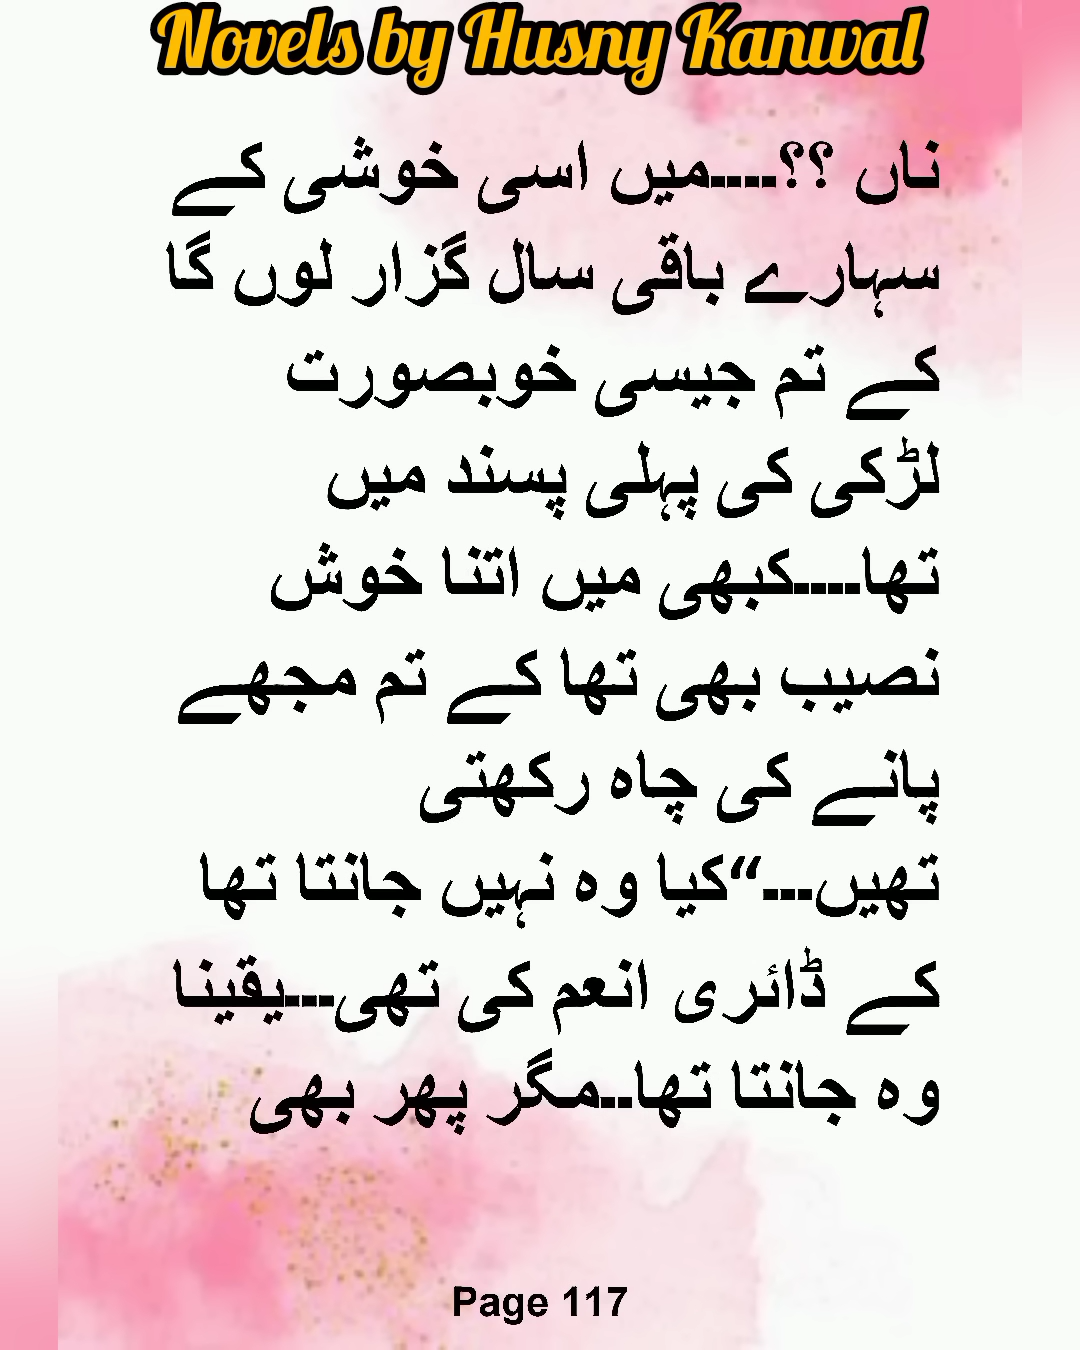 Novels by Husny Kanwal
ناں ؟؟----میں اسی خوشی کے
سہارے باقی سال گزار لوں گا
کے تم جیسی خوبصورت
لڑکی کی پہلی پسند میں
تھا----کبھی میں اتنا خوش
نصیب بھی تھا کے تم مجھے
پانے کی چاہ رکھتی
تھیں---“کیا وہ نہیں جانتا تھا
کے ڈائری انعم کی تھی---یقینا
وہ جانتا تھا--مگر پھر بھی
Page 117